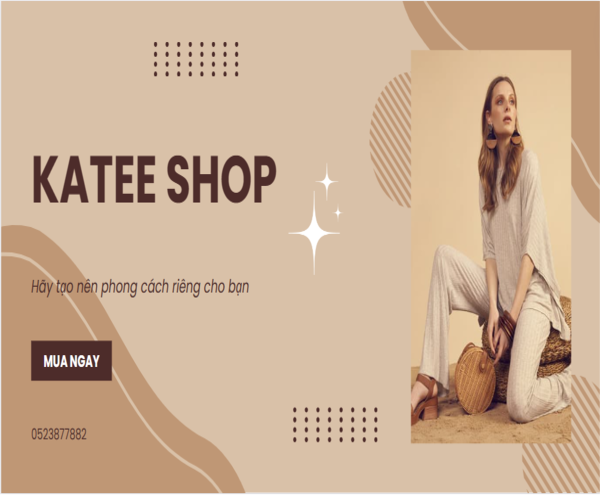 KATEE SHOP
Hãy tạo nên phong cách riêng cho bạn
MUA NGAY
0523877882